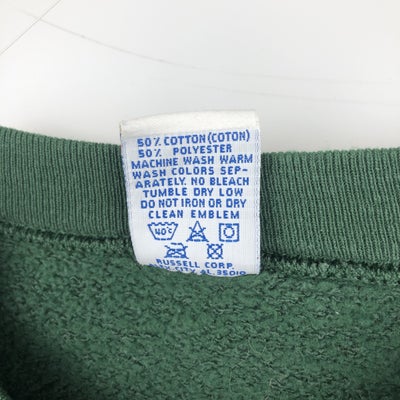 50% COTTON (COTON)
50% POLYESTER
MACHINE WASH WARM
WASH COLORS SEP-
ARATELY. NO BLEACH
TUMBLE DRY LOW
DO NOT IRON OR DRY
CLEAN EMBLEM
40°C
RUSSELL CORP.
CITY, AL 35010